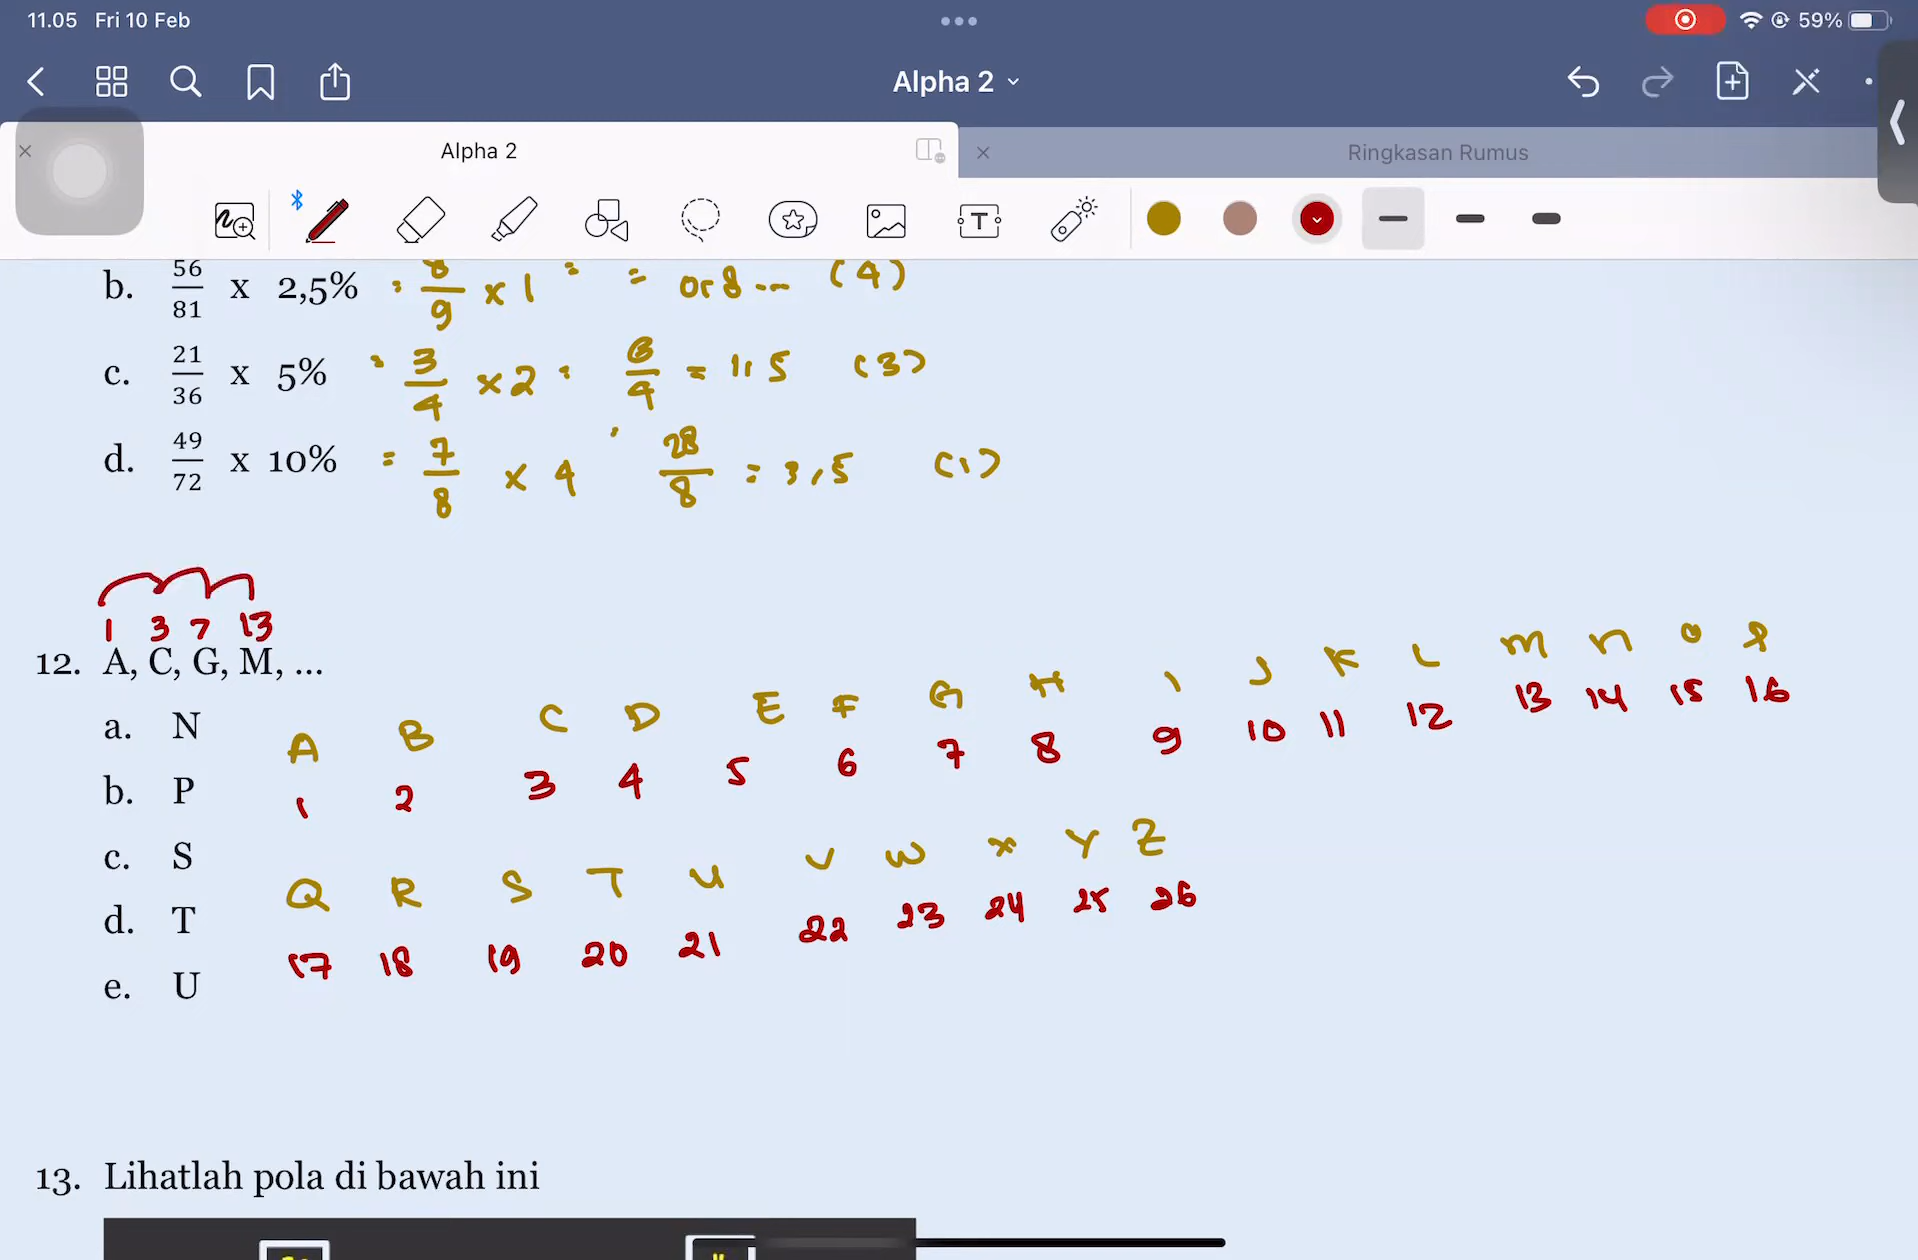 11.05 Fri 10 Feb
59%
Alpha 2
Alpha 2
Ringkasan Rumus
T
b. 56/81 x 2,5% = 8/9 x 1 = = 0,8... (4)
c. 21/36 x 5% = 3/4 x 2 = 6/4 = 1,5 (3)
d. 49/72 x 10% = 7/8 x 4 = 28/8 = 3,5 (1)
1 3 7 13
12. A, C, G, M, ...
a. N
b. P
c. S
d. T
e. U
A B C D E F G H I J K L M N O P
1 2 3 4 5 6 7 8 9 10 11 12 13 14 15 16
Q R S T U V W X Y Z
17 18 19 20 21 22 23 24 25 26
13. Lihatlah pola di bawah ini